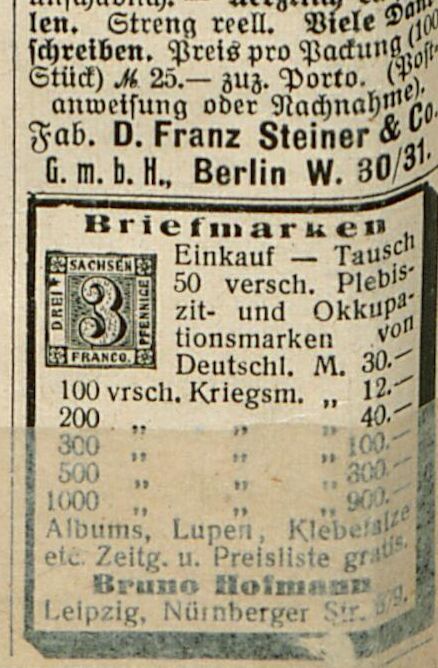 len. Streng reell. Viele Dank
schreiben. Preis pro Packung (100
Stück) M 25.— zuz. Porto. (Post-
anweisung oder Nachnahme).
Fab. D. Franz Steiner & Co.
G. m. b. H., Berlin W. 30/31.
Briefmarken
SACHSEN
DREI
3
PFENNIGE
FRANCO.
Einkauf — Tausch
50 versch. Plebis-
zit- und Okkupa-
tionsmarken von
Deutschl. M. 30.—
100 vrsch. Kriegsm. „ 12.—
200 „ „ „ 40.—
300 „ „ „ 100.—
500 „ „ „ 300.—
1000 „ „ „ 900.—
Albums, Lupen, Klebefalze
etc. Zeitg. u. Preisliste gratis.
Bruno Hofmann
Leipzig, Nürnberger Str. 8/9.